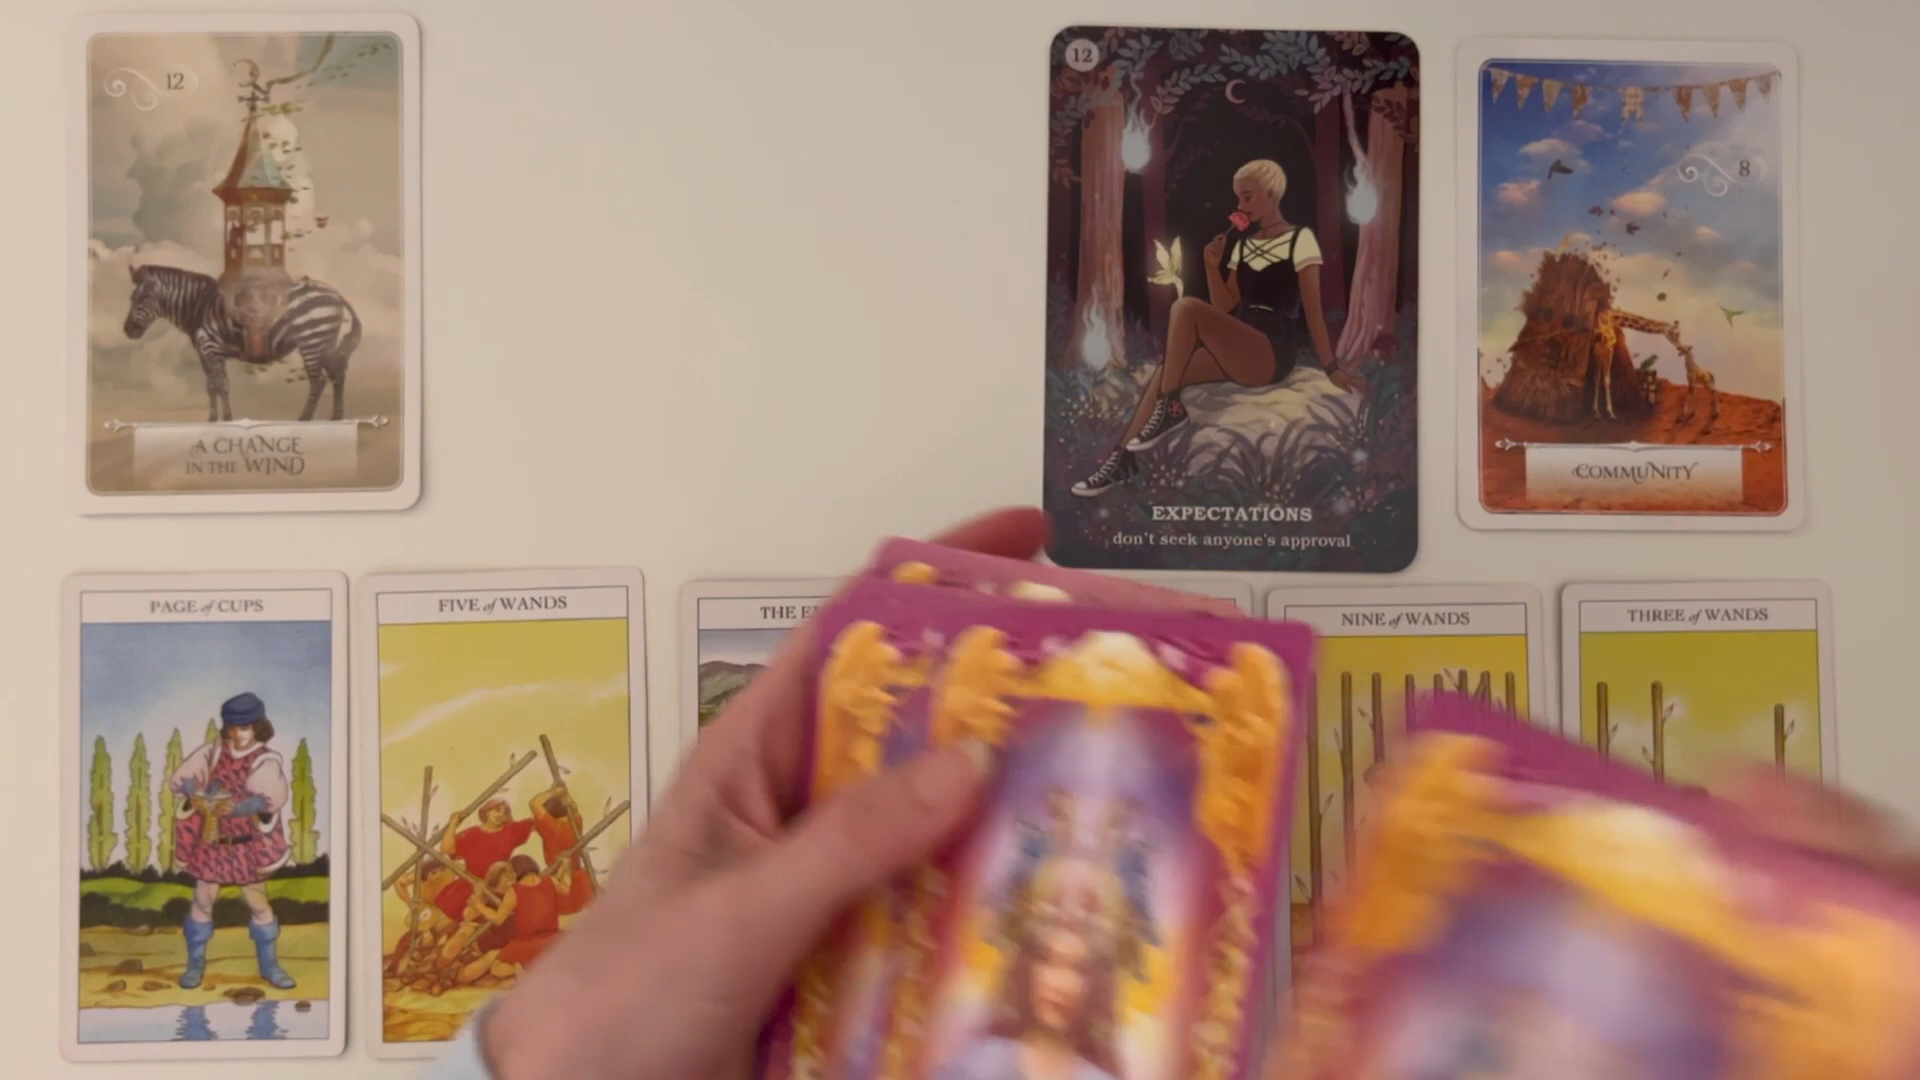 12
A CHANGE
IN THE WIND
12
EXPECTATIONS
don't seek anyone's approval
8
COMMUNITY
PAGE of CUPS
FIVE of WANDS
THE
NINE of WANDS
THREE of WANDS